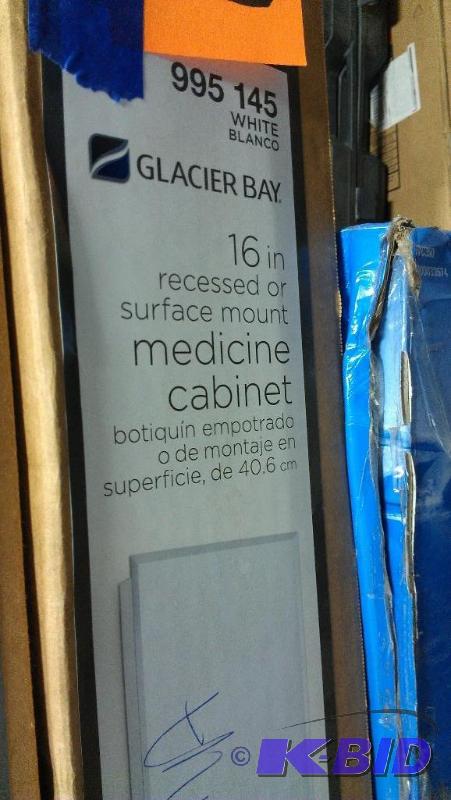 995 145
WHITE
BLANCO
GLACIER BAY
16 in
recessed or
surface mount
medicine
cabinet
botiquín empotrado
o de montaje en
superficie, de 40.6 cm
© K-BID